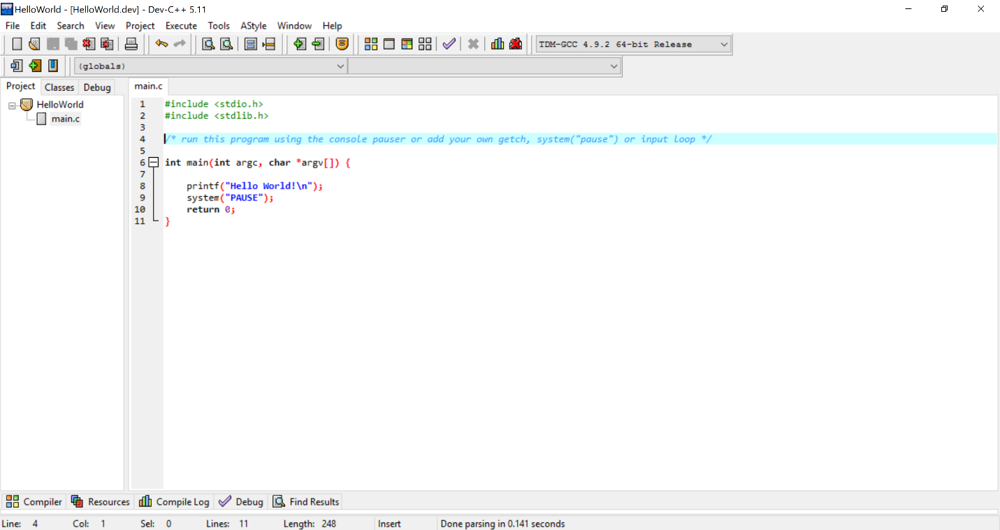 HelloWorld - [HelloWorld.dev] - Dev-C++ 5.11
File Edit Search View Project Execute Tools AStyle Window Help
TDM-GCC 4.9.2 64-bit Release
(globals)
Project Classes Debug
main.c
HelloWorld
main.c
1 #include <stdio.h>
2 #include <stdlib.h>
3
4 /* run this program using the console pauser or add your own getch, system("pause") or input loop */
5
6 int main(int argc, char *argv[]) {
7
8 printf("Hello World!\n");
9 system("PAUSE");
10 return 0;
11 }
Compiler Resources Compile Log Debug Find Results
Line: 4 Col: 1 Sel: 0 Lines: 11 Length: 248 Insert Done parsing in 0.141 seconds